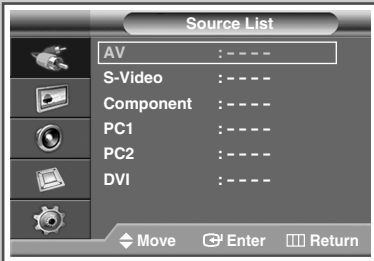 Source List
AV : - - - -
S-Video : - - - -
Component : - - - -
PC1 : - - - -
PC2 : - - - -
DVI : - - - -
Move Enter Return